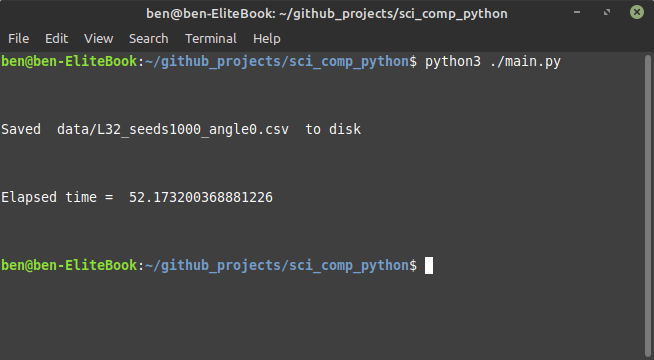 ben@ben-EliteBook: ~/github_projects/sci_comp_python
File Edit View Search Terminal Help
ben@ben-EliteBook:~/github_projects/sci_comp_python$ python3 ./main.py
Saved  data/L32_seeds1000_angle0.csv  to disk
Elapsed time =  52.173200368881226
ben@ben-EliteBook:~/github_projects/sci_comp_python$